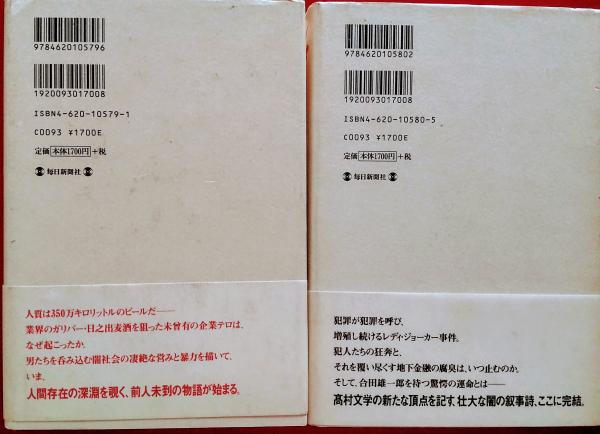 9784620105796
1920093017008
ISBN4-620-10579-1
C0093 ¥1700E
定価 本体1700円 +税
毎日新聞社
人質は350万キロリットルのビールだ――
業界のガリバー・日之出麦酒を狙った未曾有の企業テロは、
なぜ起こったか。
男たちを呑み込む闇社会の凄絶な営みと暴力を描いて、
いま、
人間存在の深淵を覗く、前人未到の物語が始まる。
9784620105802
1920093017008
ISBN4-620-10580-5
C0093 ¥1700E
定価 本体1700円 +税
毎日新聞社
犯罪が犯罪を呼び、
増殖し続けるレディ・ジョーカー事件。
犯人たちの狂奔と、
それを覆い尽くす地下金融の腐臭は、いつ止むのか。
そして、合田雄一郎を待つ驚愕の運命とは――
髙村文学の新たな頂点を記す、壮大な闇の叙事詩、ここに完結。